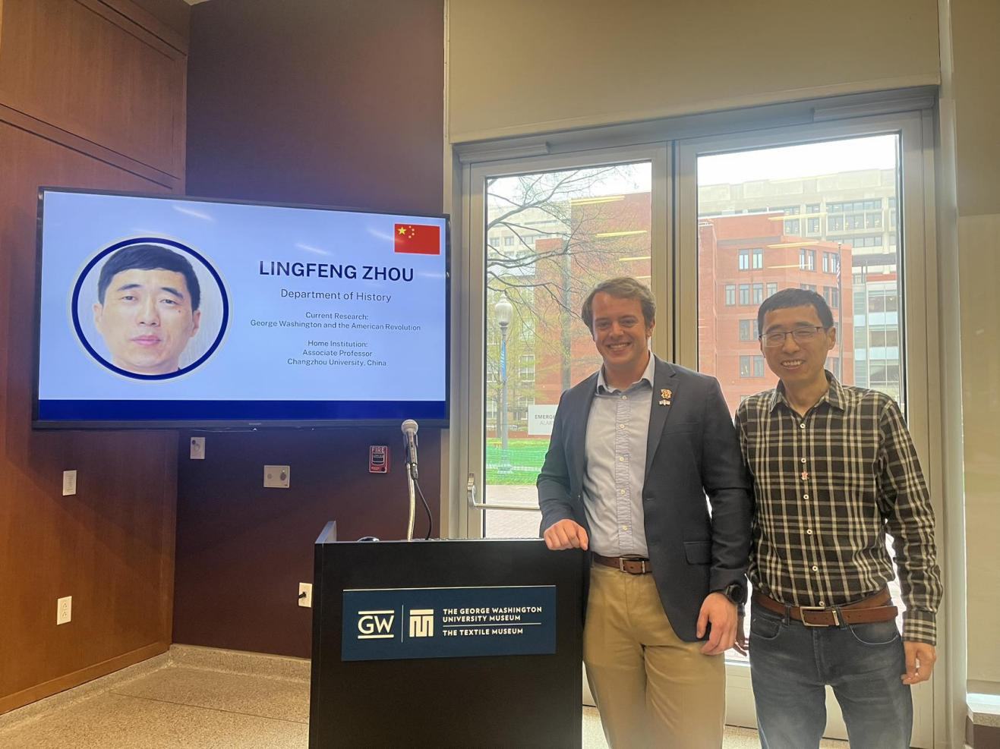 LINGFENG ZHOU
Department of History
Current Research:
George Washington and the American Revolution
Home Institution:
Associate Professor
Changzhou University, China
FIRE
EMERGE
GW
THE GEORGE WASHINGTON
UNIVERSITY MUSEUM
THE TEXTILE MUSEUM